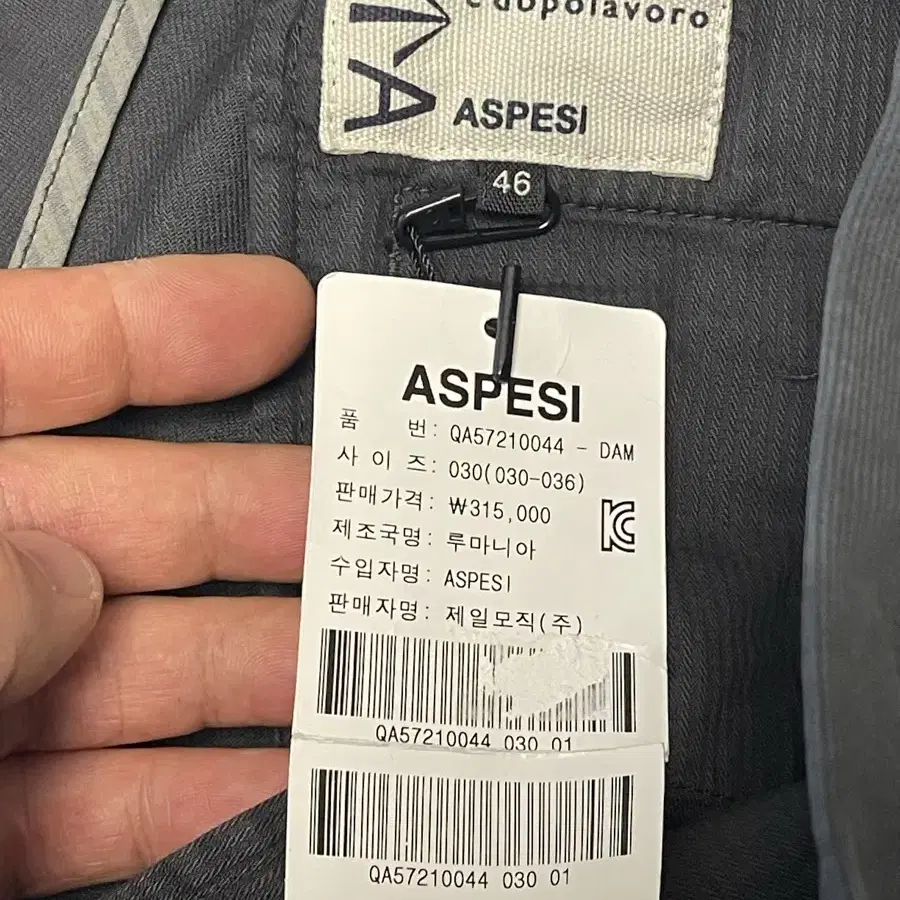 e dopolavoro
A
ASPESI
46
ASPESI
품 번: QA57210044 - DAM
사 이 즈: 030(030-036)
판매가격: ₩315,000
제조국명: 루마니아
수입자명: ASPESI
판매자명: 제일모직(주)
QA57210044 030 01
QA57210044 030 01